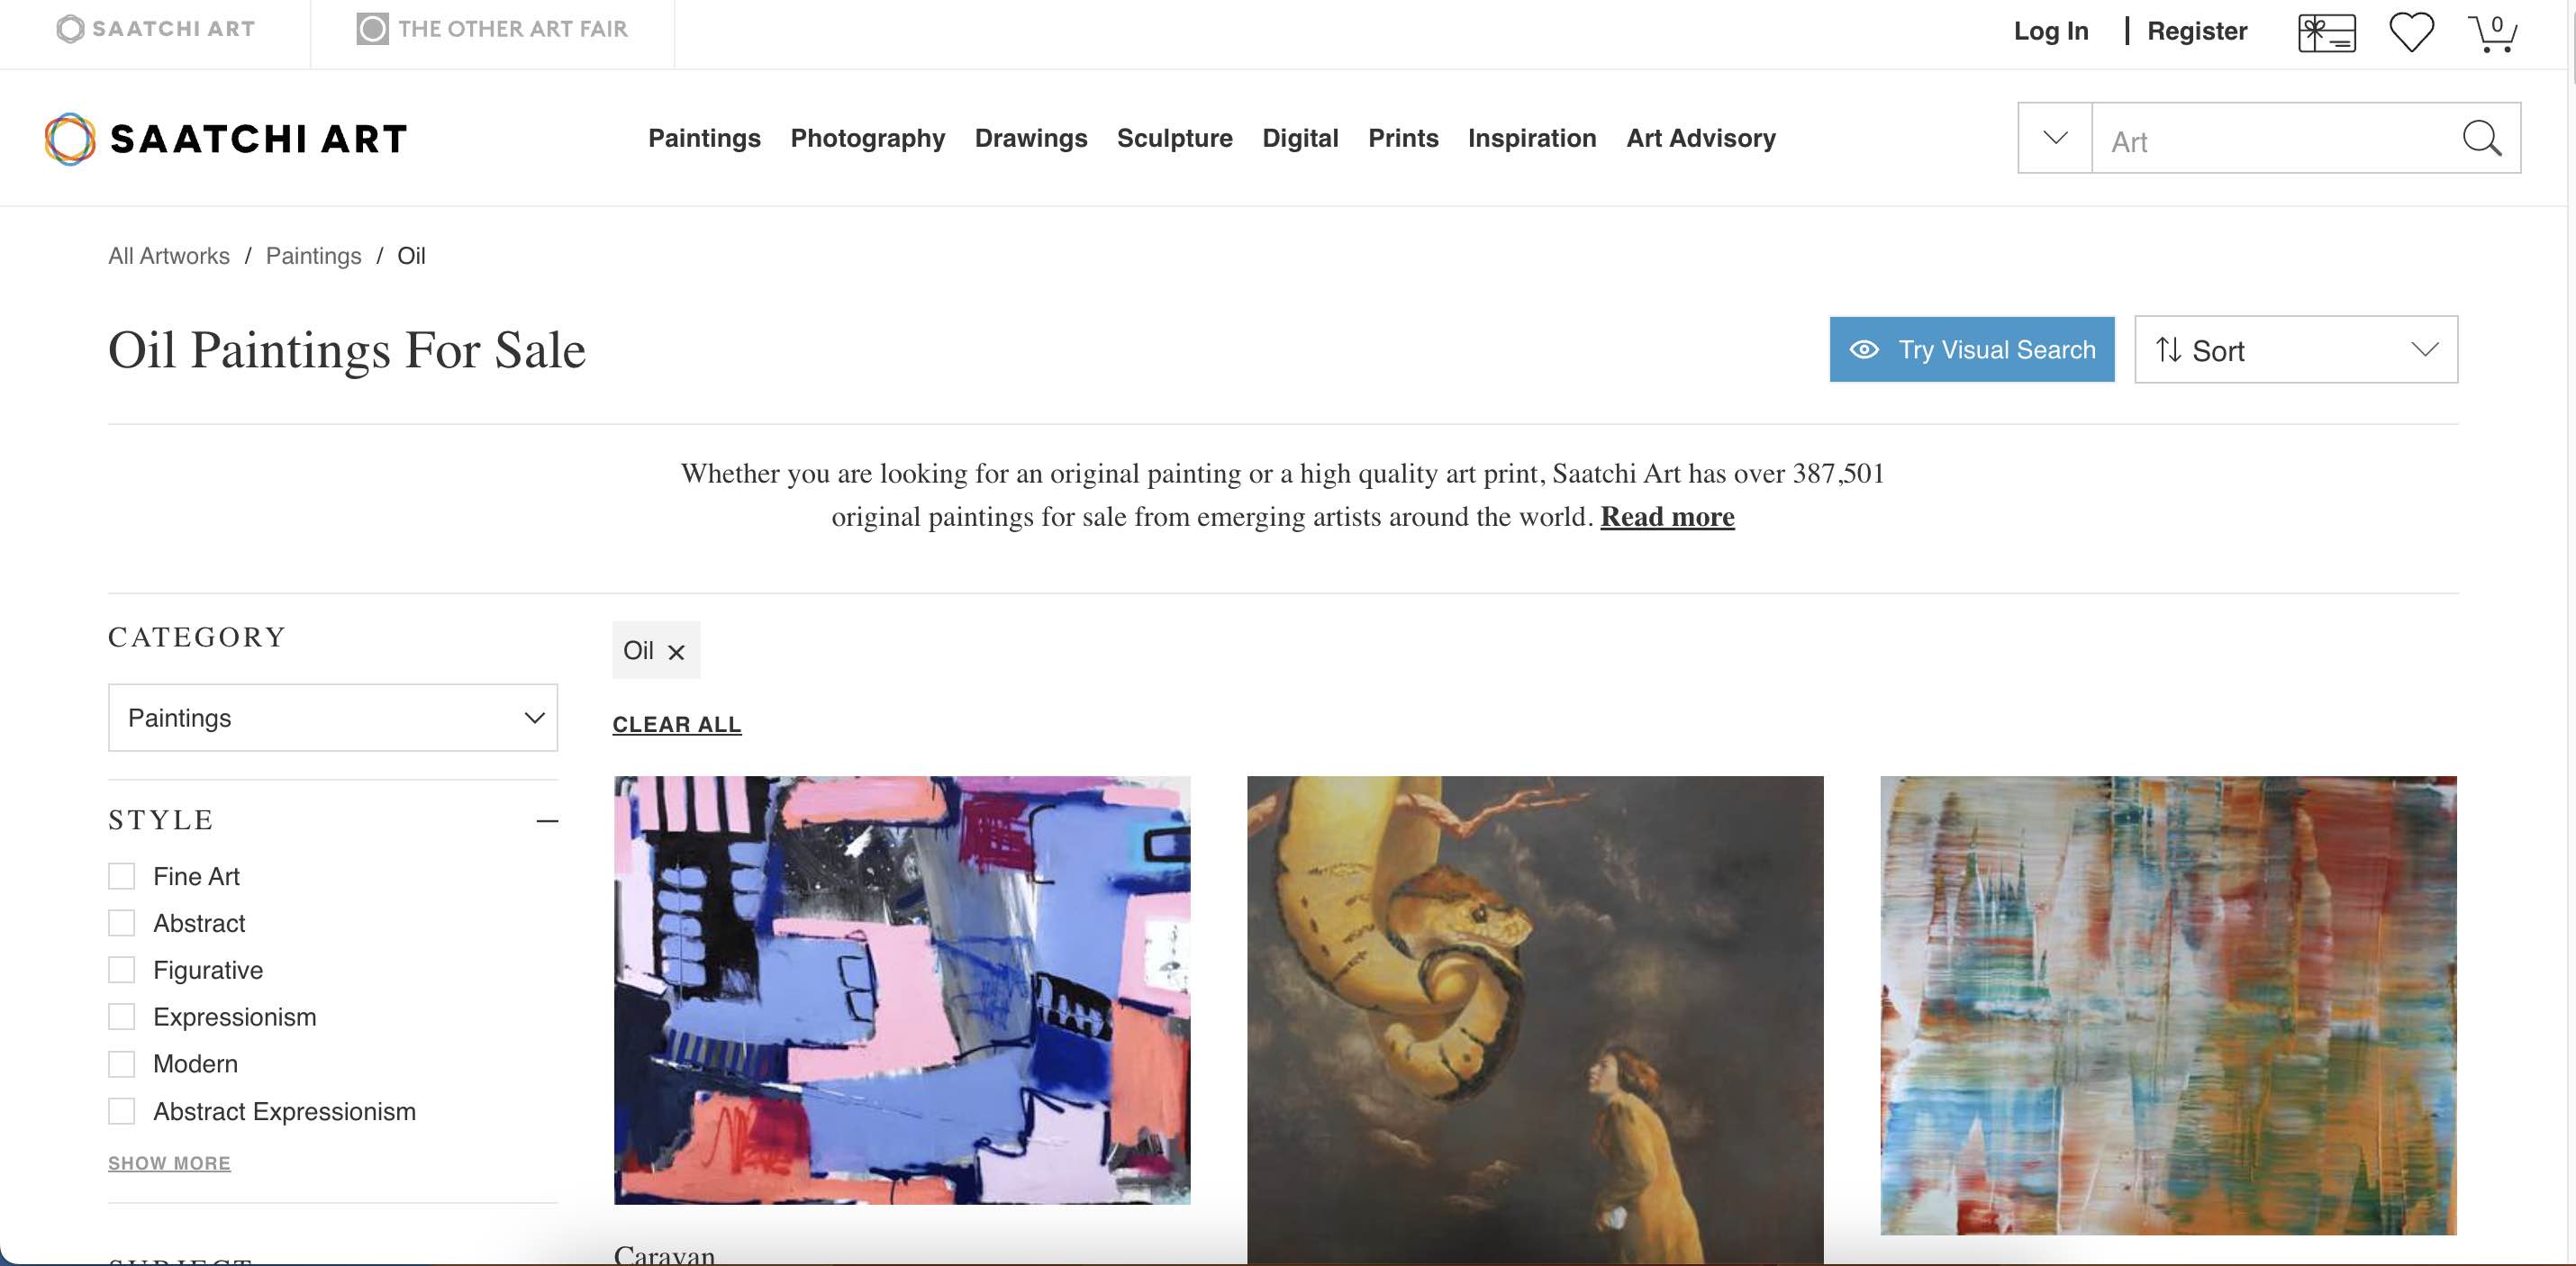 SAATCHI ART
THE OTHER ART FAIR
Log In | Register
0
SAATCHI ART
Paintings
Photography
Drawings
Sculpture
Digital
Prints
Inspiration
Art Advisory
Art
All Artworks / Paintings / Oil
Oil Paintings For Sale
Try Visual Search
Sort
Whether you are looking for an original painting or a high quality art print, Saatchi Art has over 387,501
original paintings for sale from emerging artists around the world. Read more
CATEGORY
Paintings
STYLE
Fine Art
Abstract
Figurative
Expressionism
Modern
Abstract Expressionism
SHOW MORE
SUBJECT
Oil ×
CLEAR ALL
Caravan